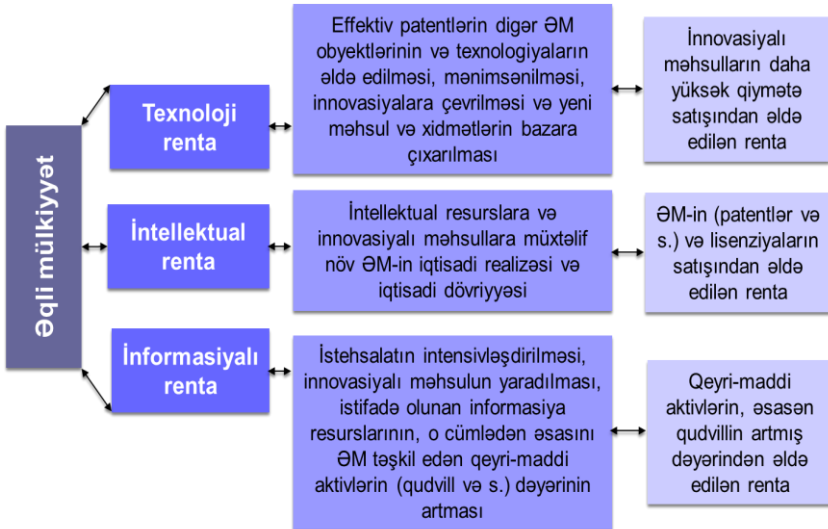 Əqli mülkiyyət
Texnoloji
renta
Effektiv patentlərin digər ƏM
obyektlərinin və texnologiyaların
əldə edilməsi, mənimsənilməsi,
innovasiyalara çevrilməsi və yeni
məhsul və xidmətlərin bazara
çıxarılması
İnnovasiyalı
məhsulların daha
yüksək qiymətə
satışından əldə
edilən renta
İntellektual
renta
İntellektual resurslara və
innovasiyalı məhsullara müxtəlif
növ ƏM-in iqtisadi realizəsi və
iqtisadi dövriyyəsi
ƏM-in (patentlər və
s.) və lisenziyaların
satışından əldə
edilən renta
İnformasiyalı
renta
İstehsalatın intensivləşdirilməsi,
innovasiyalı məhsulun yaradılması,
istifadə olunan informasiya
resurslarının, o cümlədən əsasını
ƏM təşkil edən qeyri-maddi
aktivlərin (qudvill və s.) dəyərinin
artması
Qeyri-maddi
aktivlərin, əsasən
qudvillin artmış
dəyərindən əldə
edilən renta